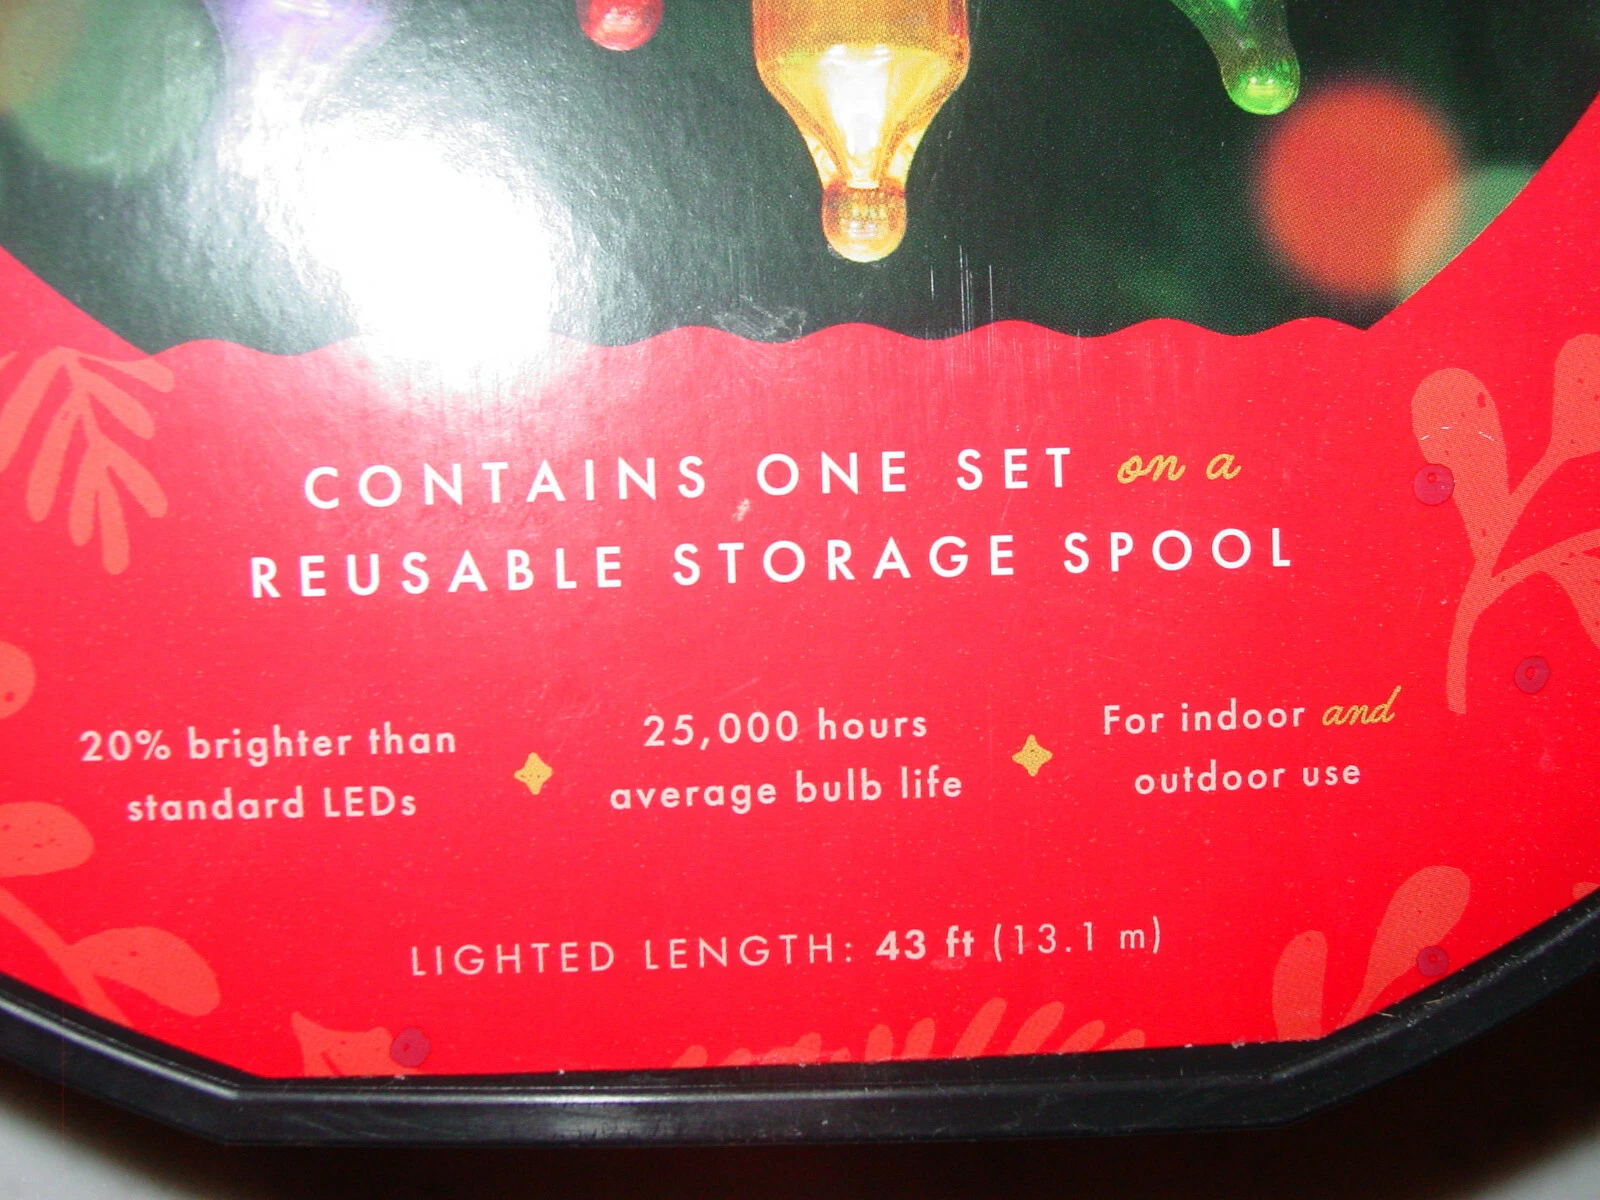 CONTAINS ONE SET on a
REUSABLE STORAGE SPOOL
20% brighter than
standard LEDs
25,000 hours
average bulb life
For indoor and
outdoor use
LIGHTED LENGTH: 43 ft (13.1 m)